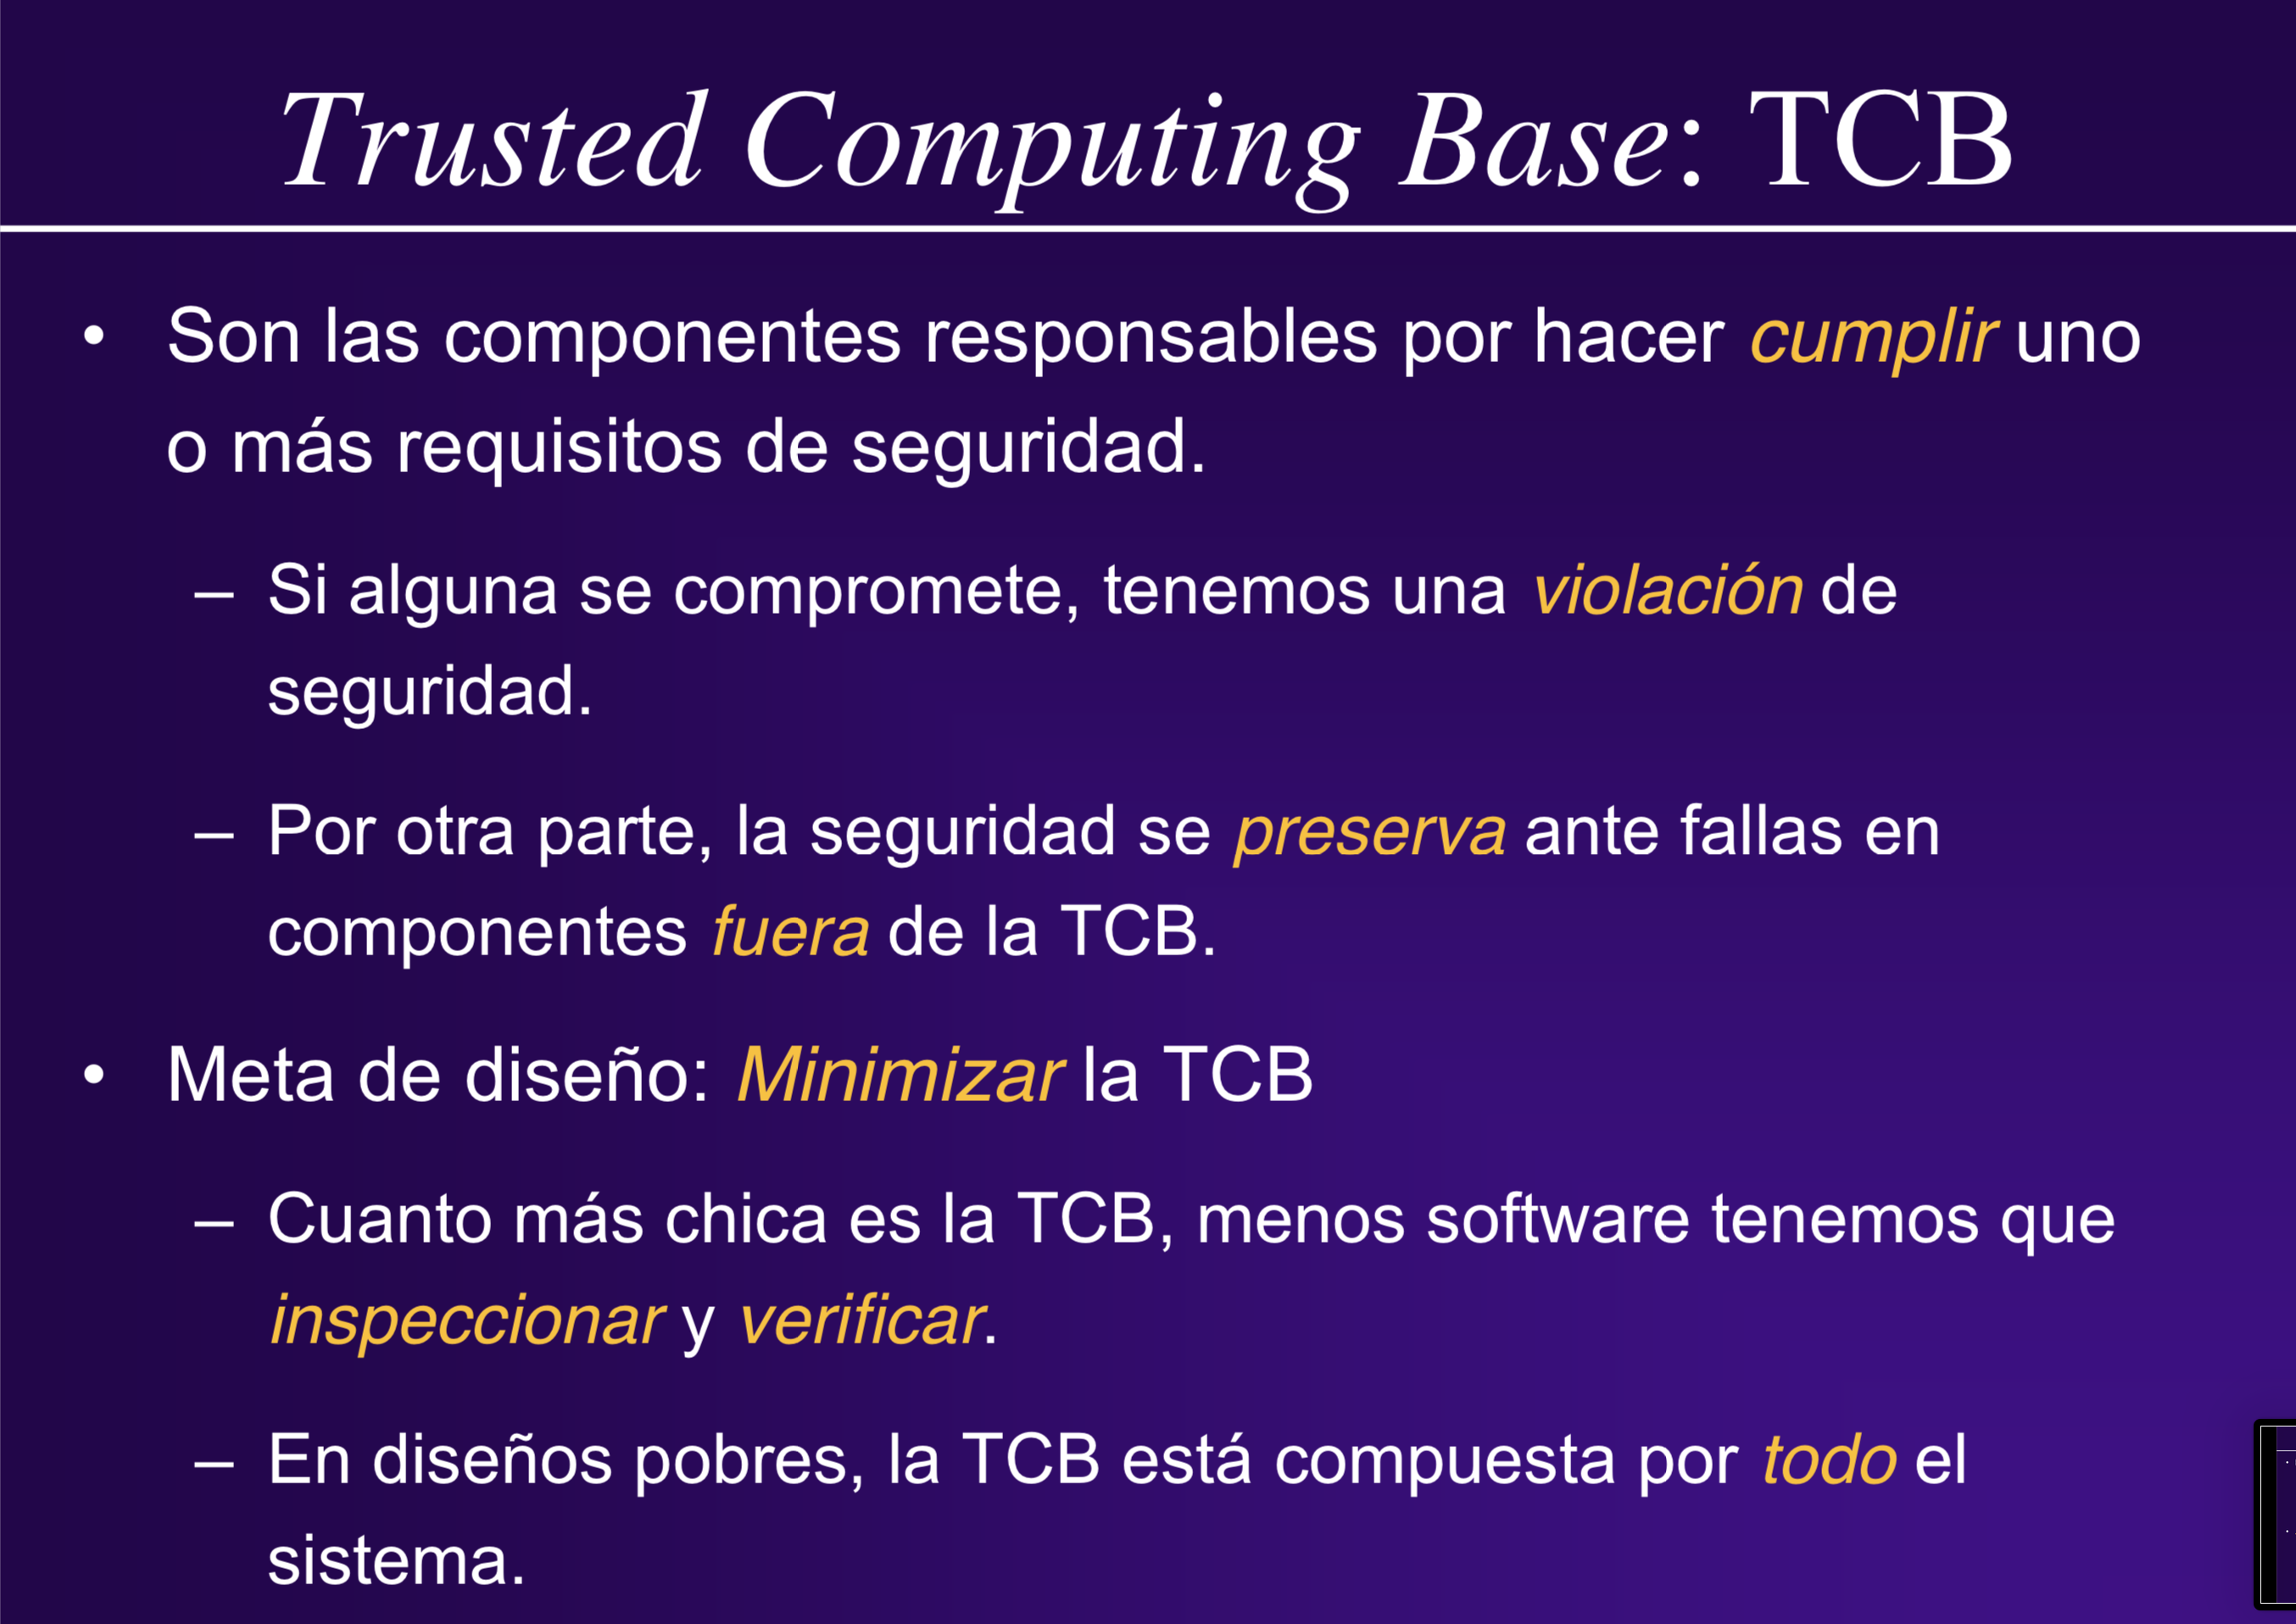 Trusted Computing Base: TCB
• Son las componentes responsables por hacer cumplir uno
o más requisitos de seguridad.
– Si alguna se compromete, tenemos una violación de
seguridad.
– Por otra parte, la seguridad se preserva ante fallas en
componentes fuera de la TCB.
• Meta de diseño: Minimizar la TCB
– Cuanto más chica es la TCB, menos software tenemos que
inspeccionar y verificar.
– En diseños pobres, la TCB está compuesta por todo el
sistema.